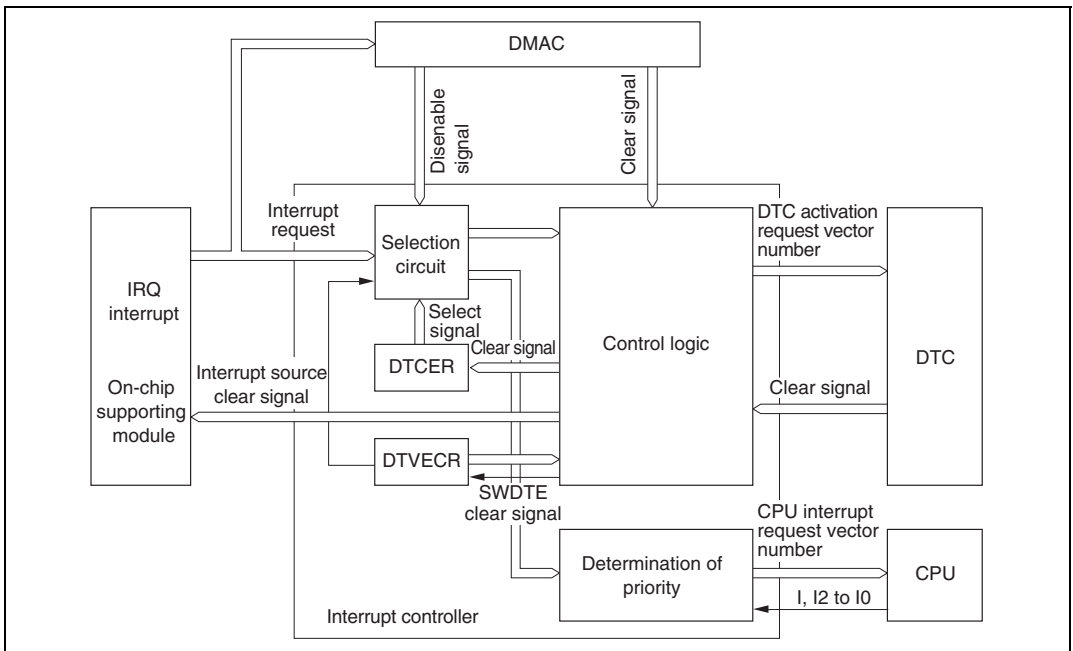 DMAC
Disenable
signal
Clear signal
Interrupt
request
Selection
circuit
DTC activation
request vector
number
IRQ
interrupt
On-chip
supporting
module
Select
signal
DTCER
Clear signal
Control logic
DTC
Interrupt source
clear signal
Clear signal
DTVECR
SWDTE
clear signal
CPU interrupt
request vector
number
Determination of
priority
CPU
I, I2 to I0
Interrupt controller